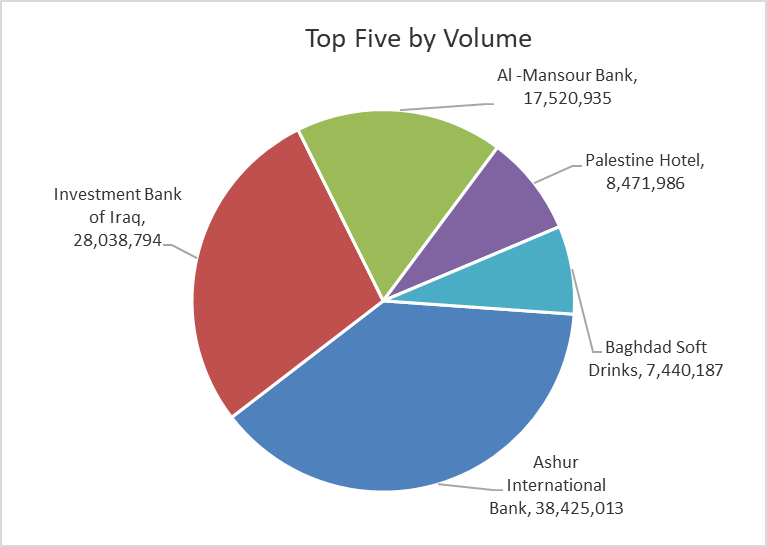 Top Five by Volume
Al -Mansour Bank,
17,520,935
Palestine Hotel,
8,471,986
Investment Bank
of Iraq,
28,038,794
Baghdad Soft
Drinks, 7,440,187
Ashur
International
Bank, 38,425,013